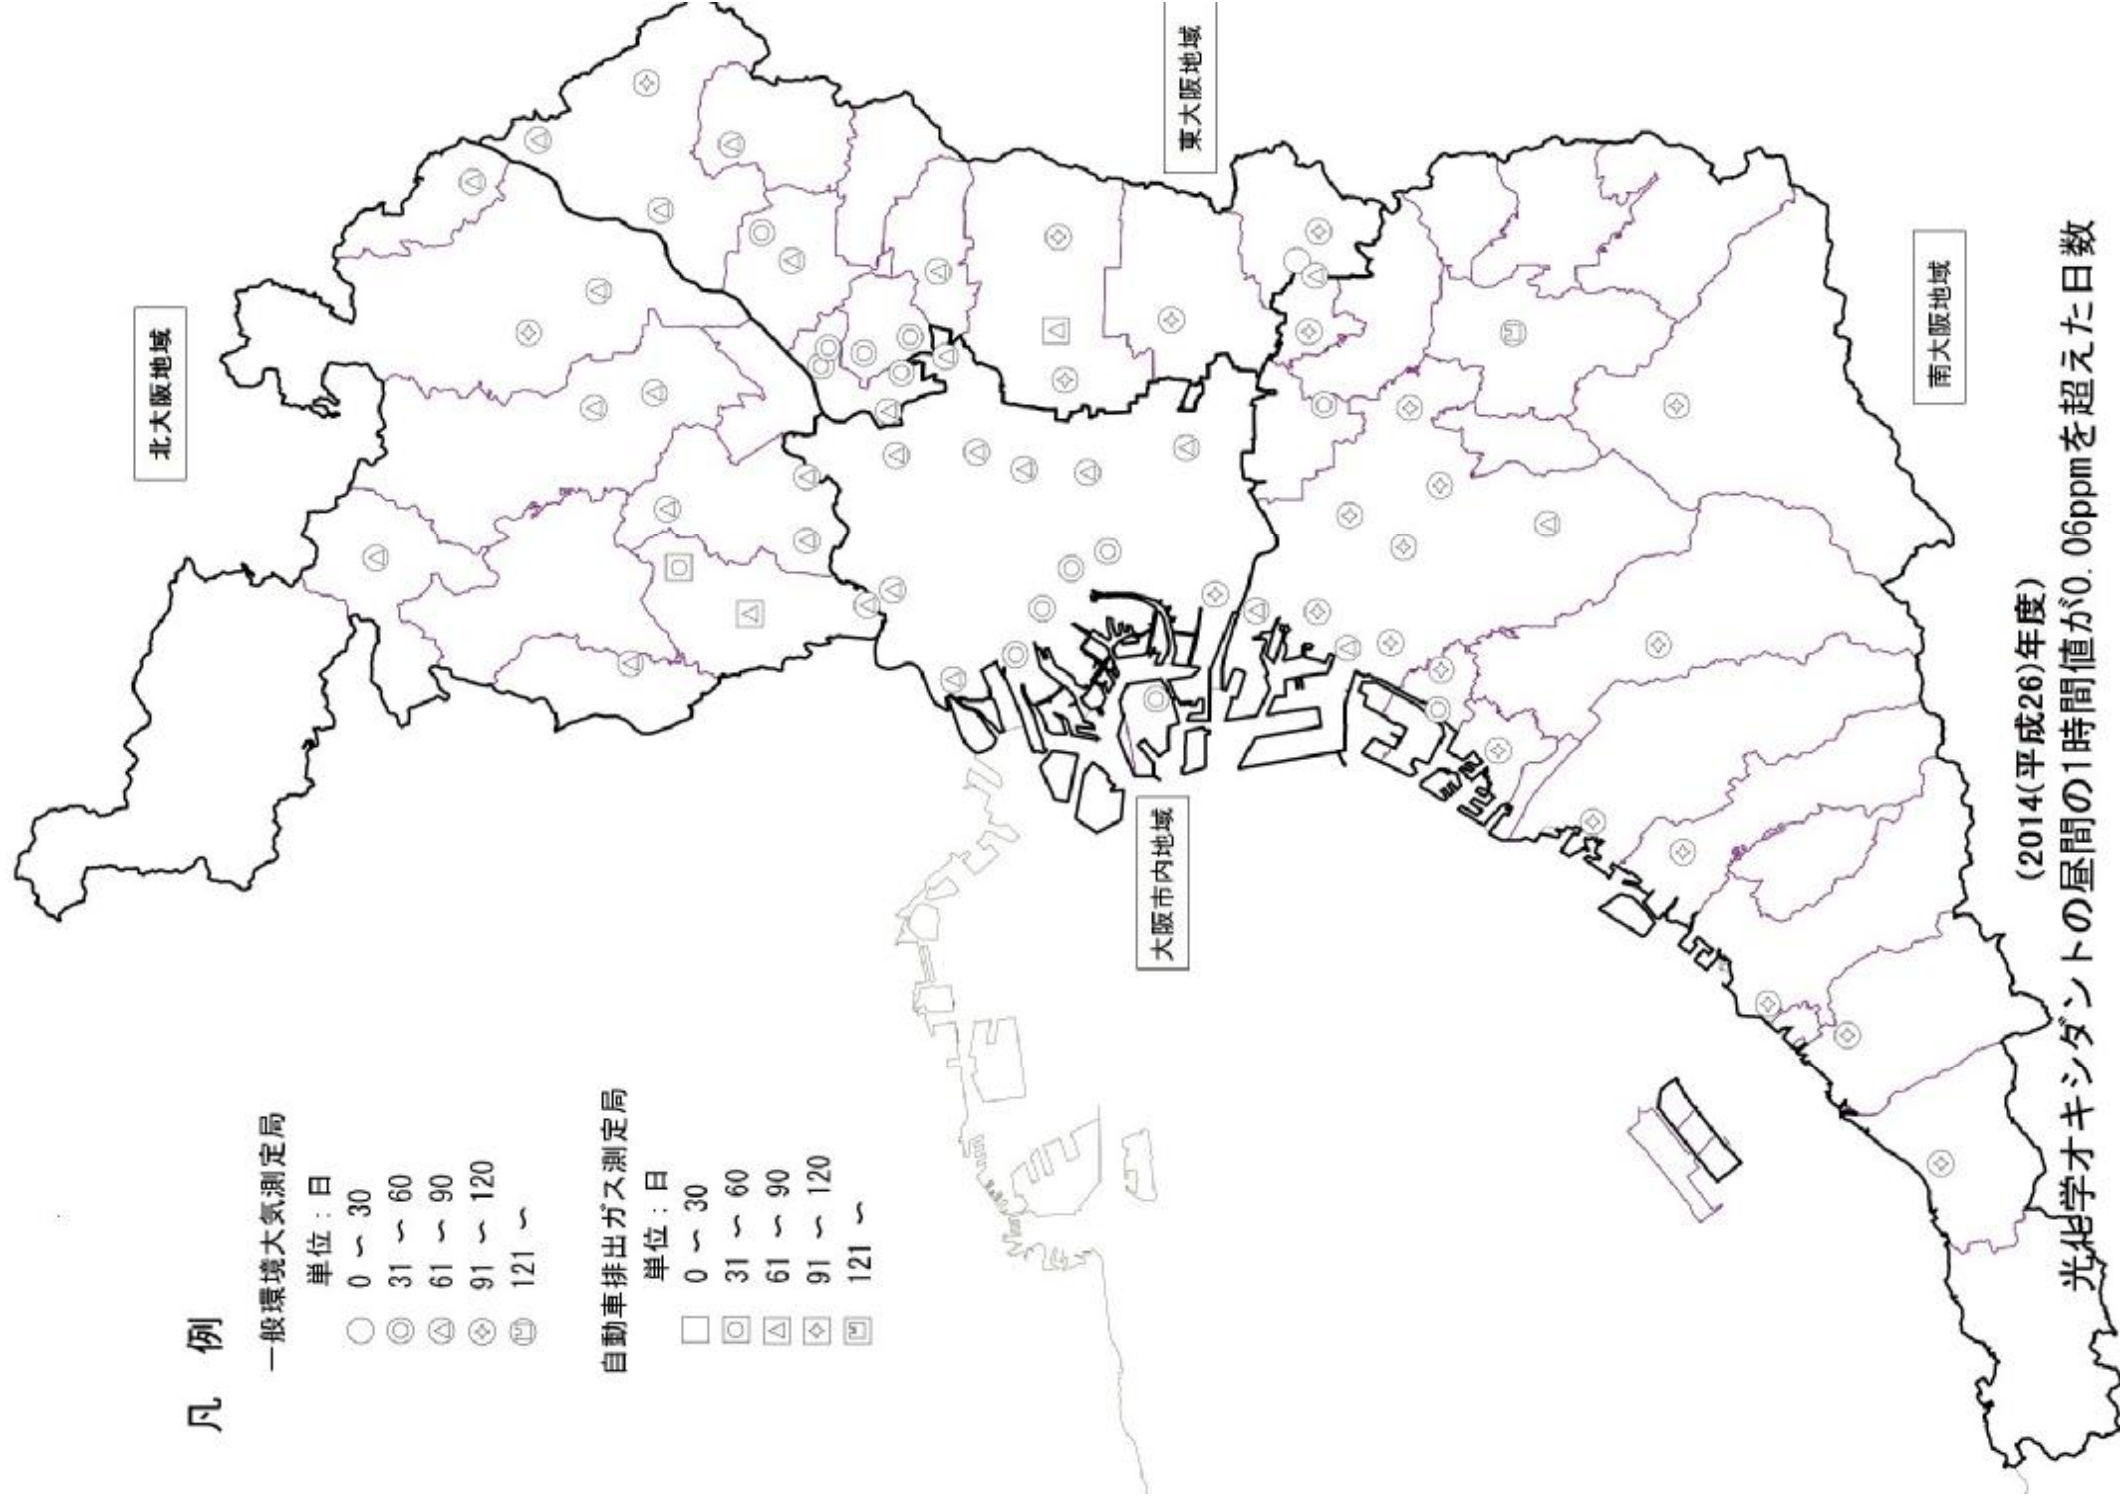 凡 例
一般環境大気測定局
単位:日
0 ~ 30
31 ~ 60
61 ~ 90
91 ~ 120
121 ~
自動車排出ガス測定局
単位:日
0 ~ 30
31 ~ 60
61 ~ 90
91 ~ 120
121 ~
北大阪地域
東大阪地域
大阪市内地域
南大阪地域
(2014(平成26)年度)
光化学オキシダントの昼間の1時間値が0.06ppmを超えた日数